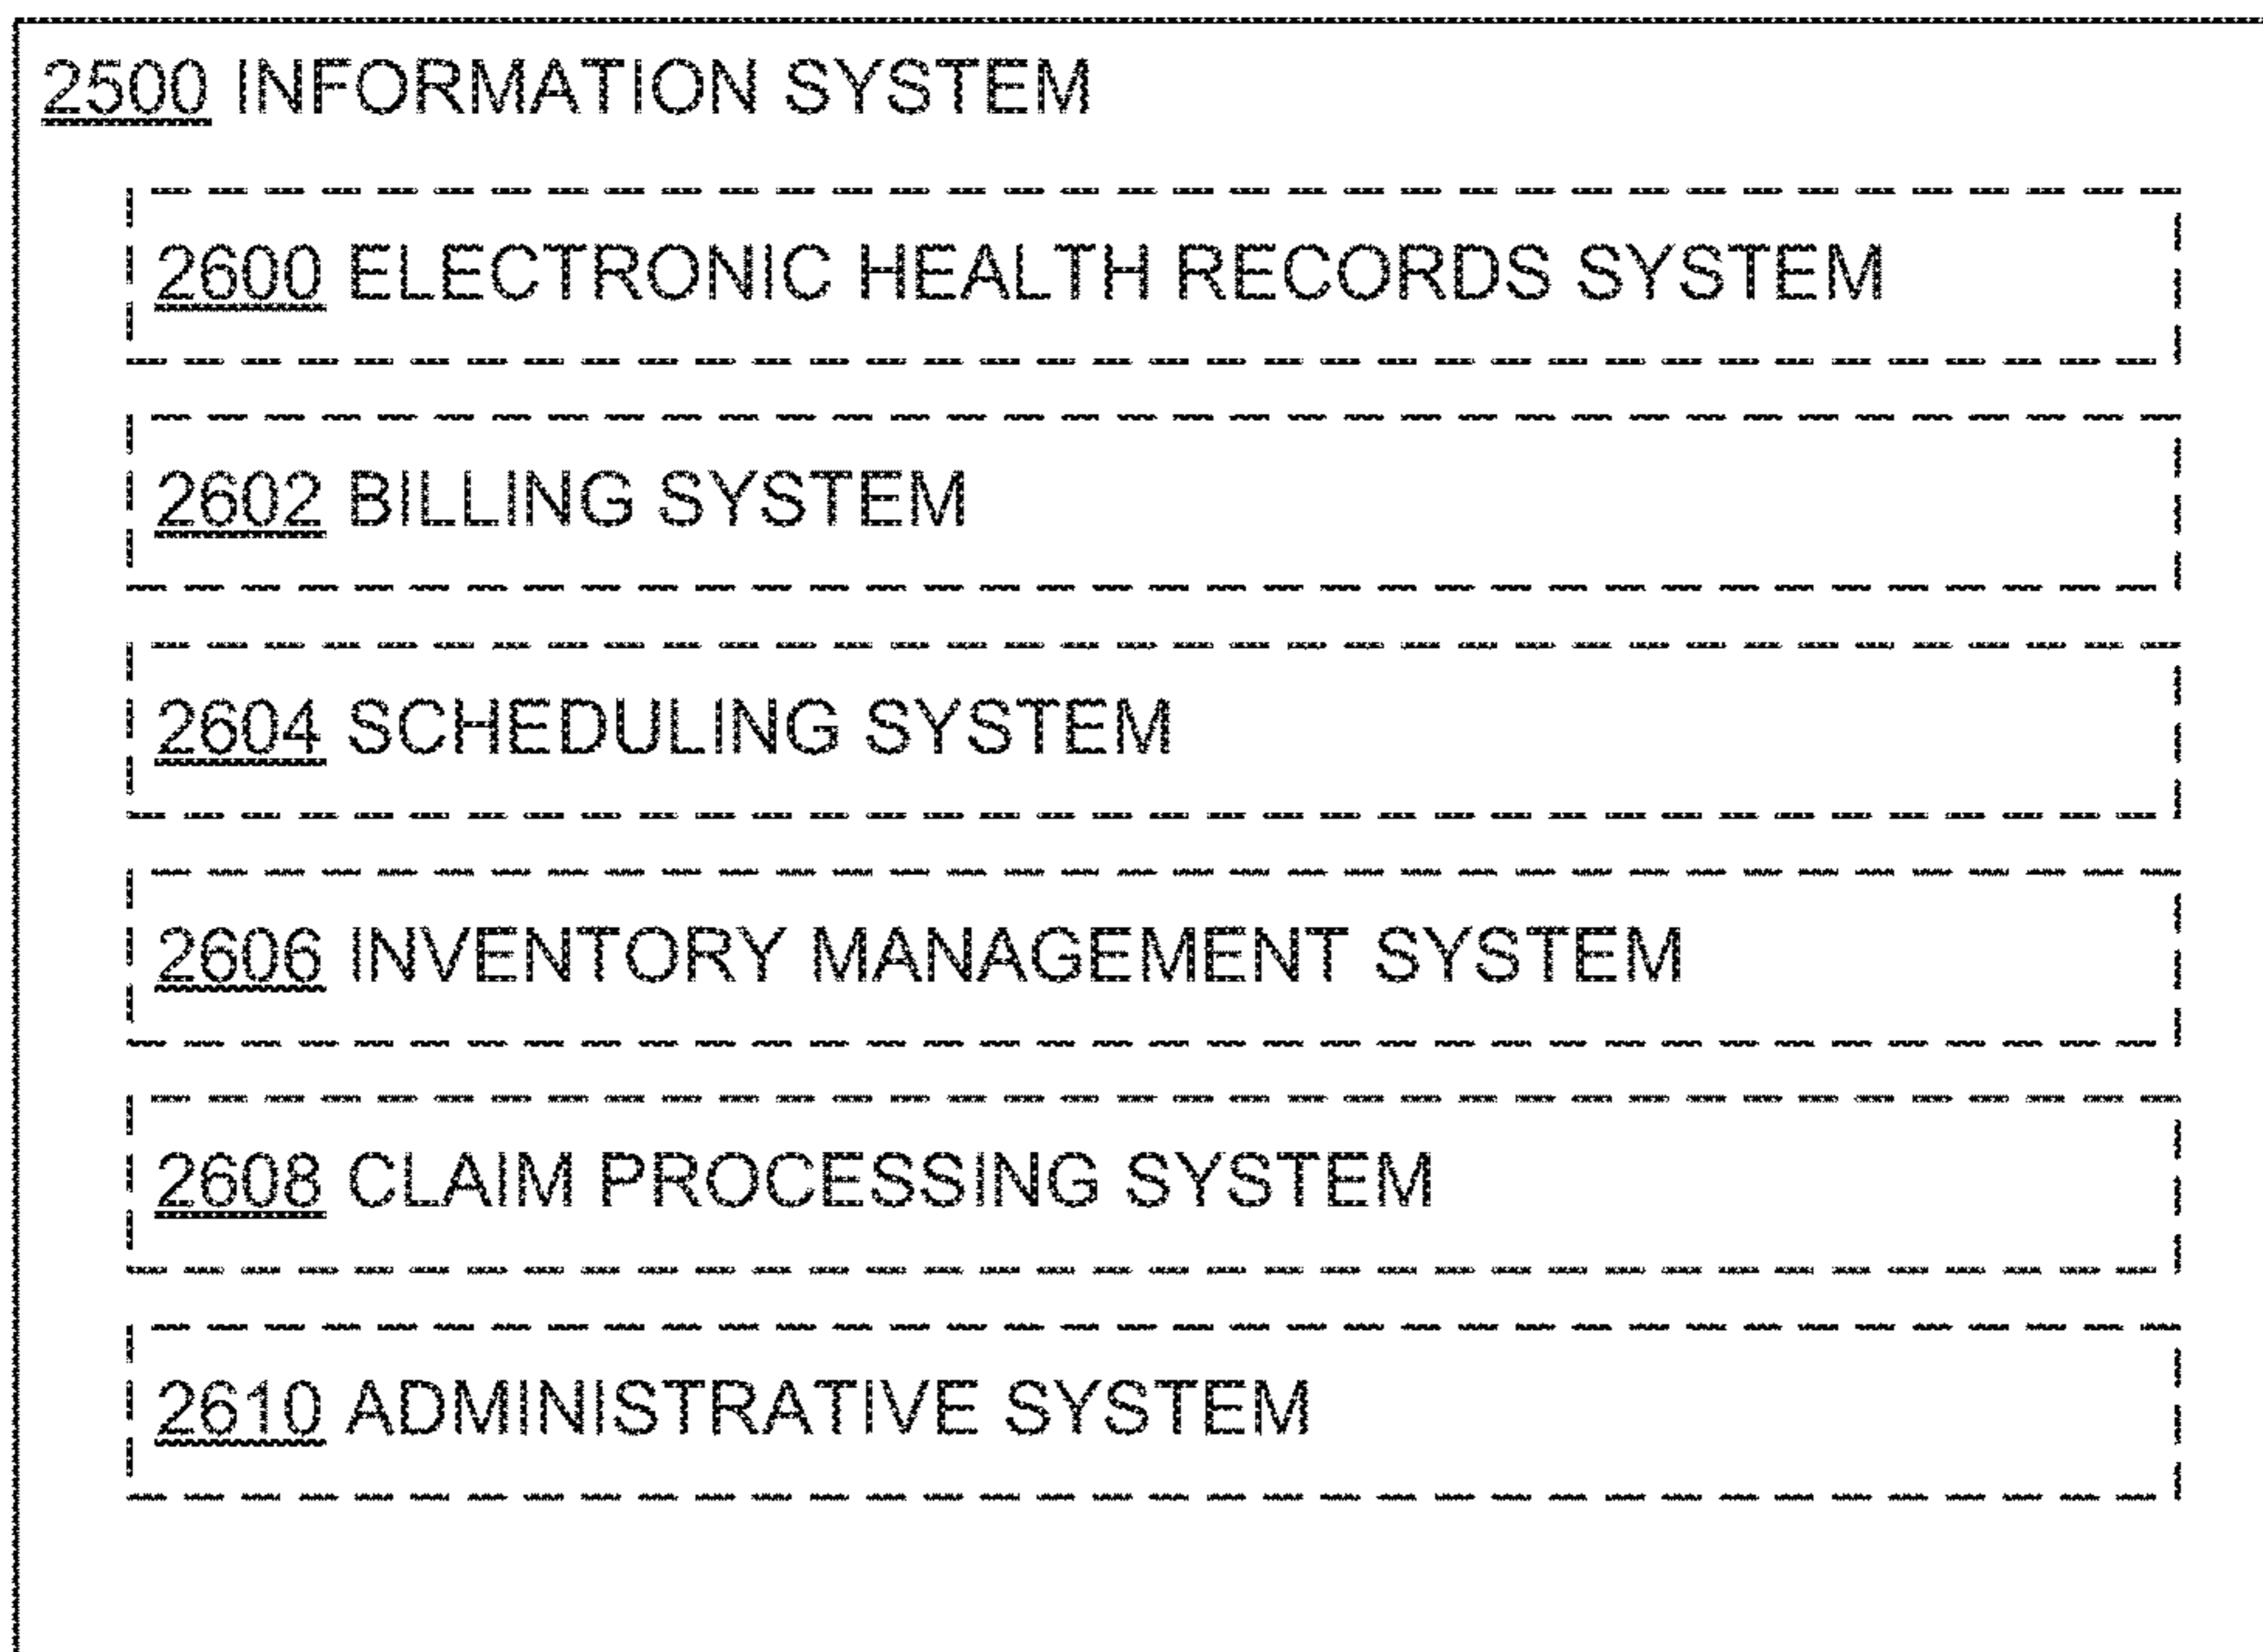 2500 INFORMATION SYSTEM
2600 ELECTRONIC HEALTH RECORDS SYSTEM
2602 BILLING SYSTEM
2604 SCHEDULING SYSTEM
2606 INVENTORY MANAGEMENT SYSTEM
2608 CLAIM PROCESSING SYSTEM
2610 ADMINISTRATIVE SYSTEM